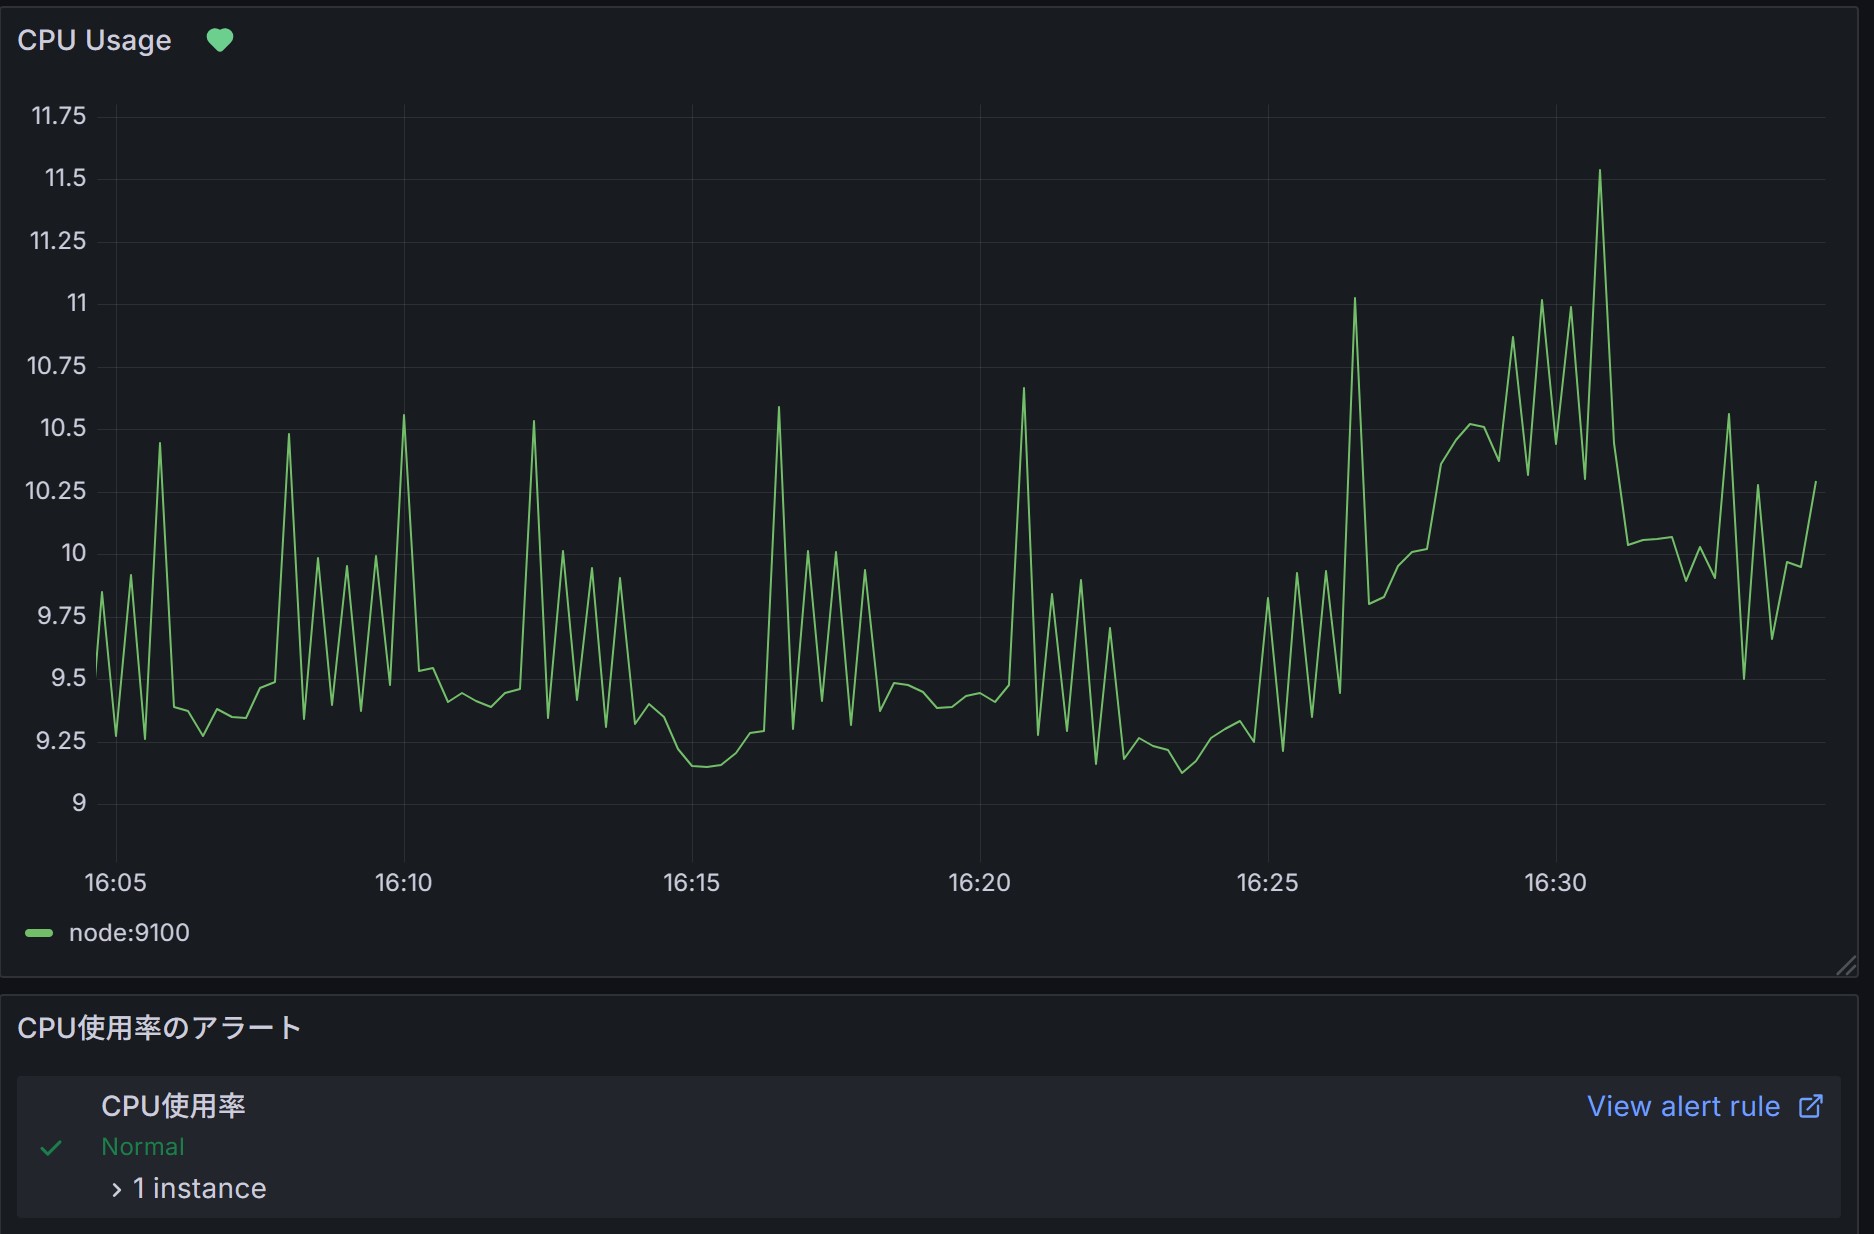 CPU Usage
11.75
11.5
11.25
11
10.75
10.5
10.25
10
9.75
9.5
9.25
9
16:05 16:10 16:15 16:20 16:25 16:30
node:9100
CPU使用率のアラート
CPU使用率 View alert rule
Normal
1 instance